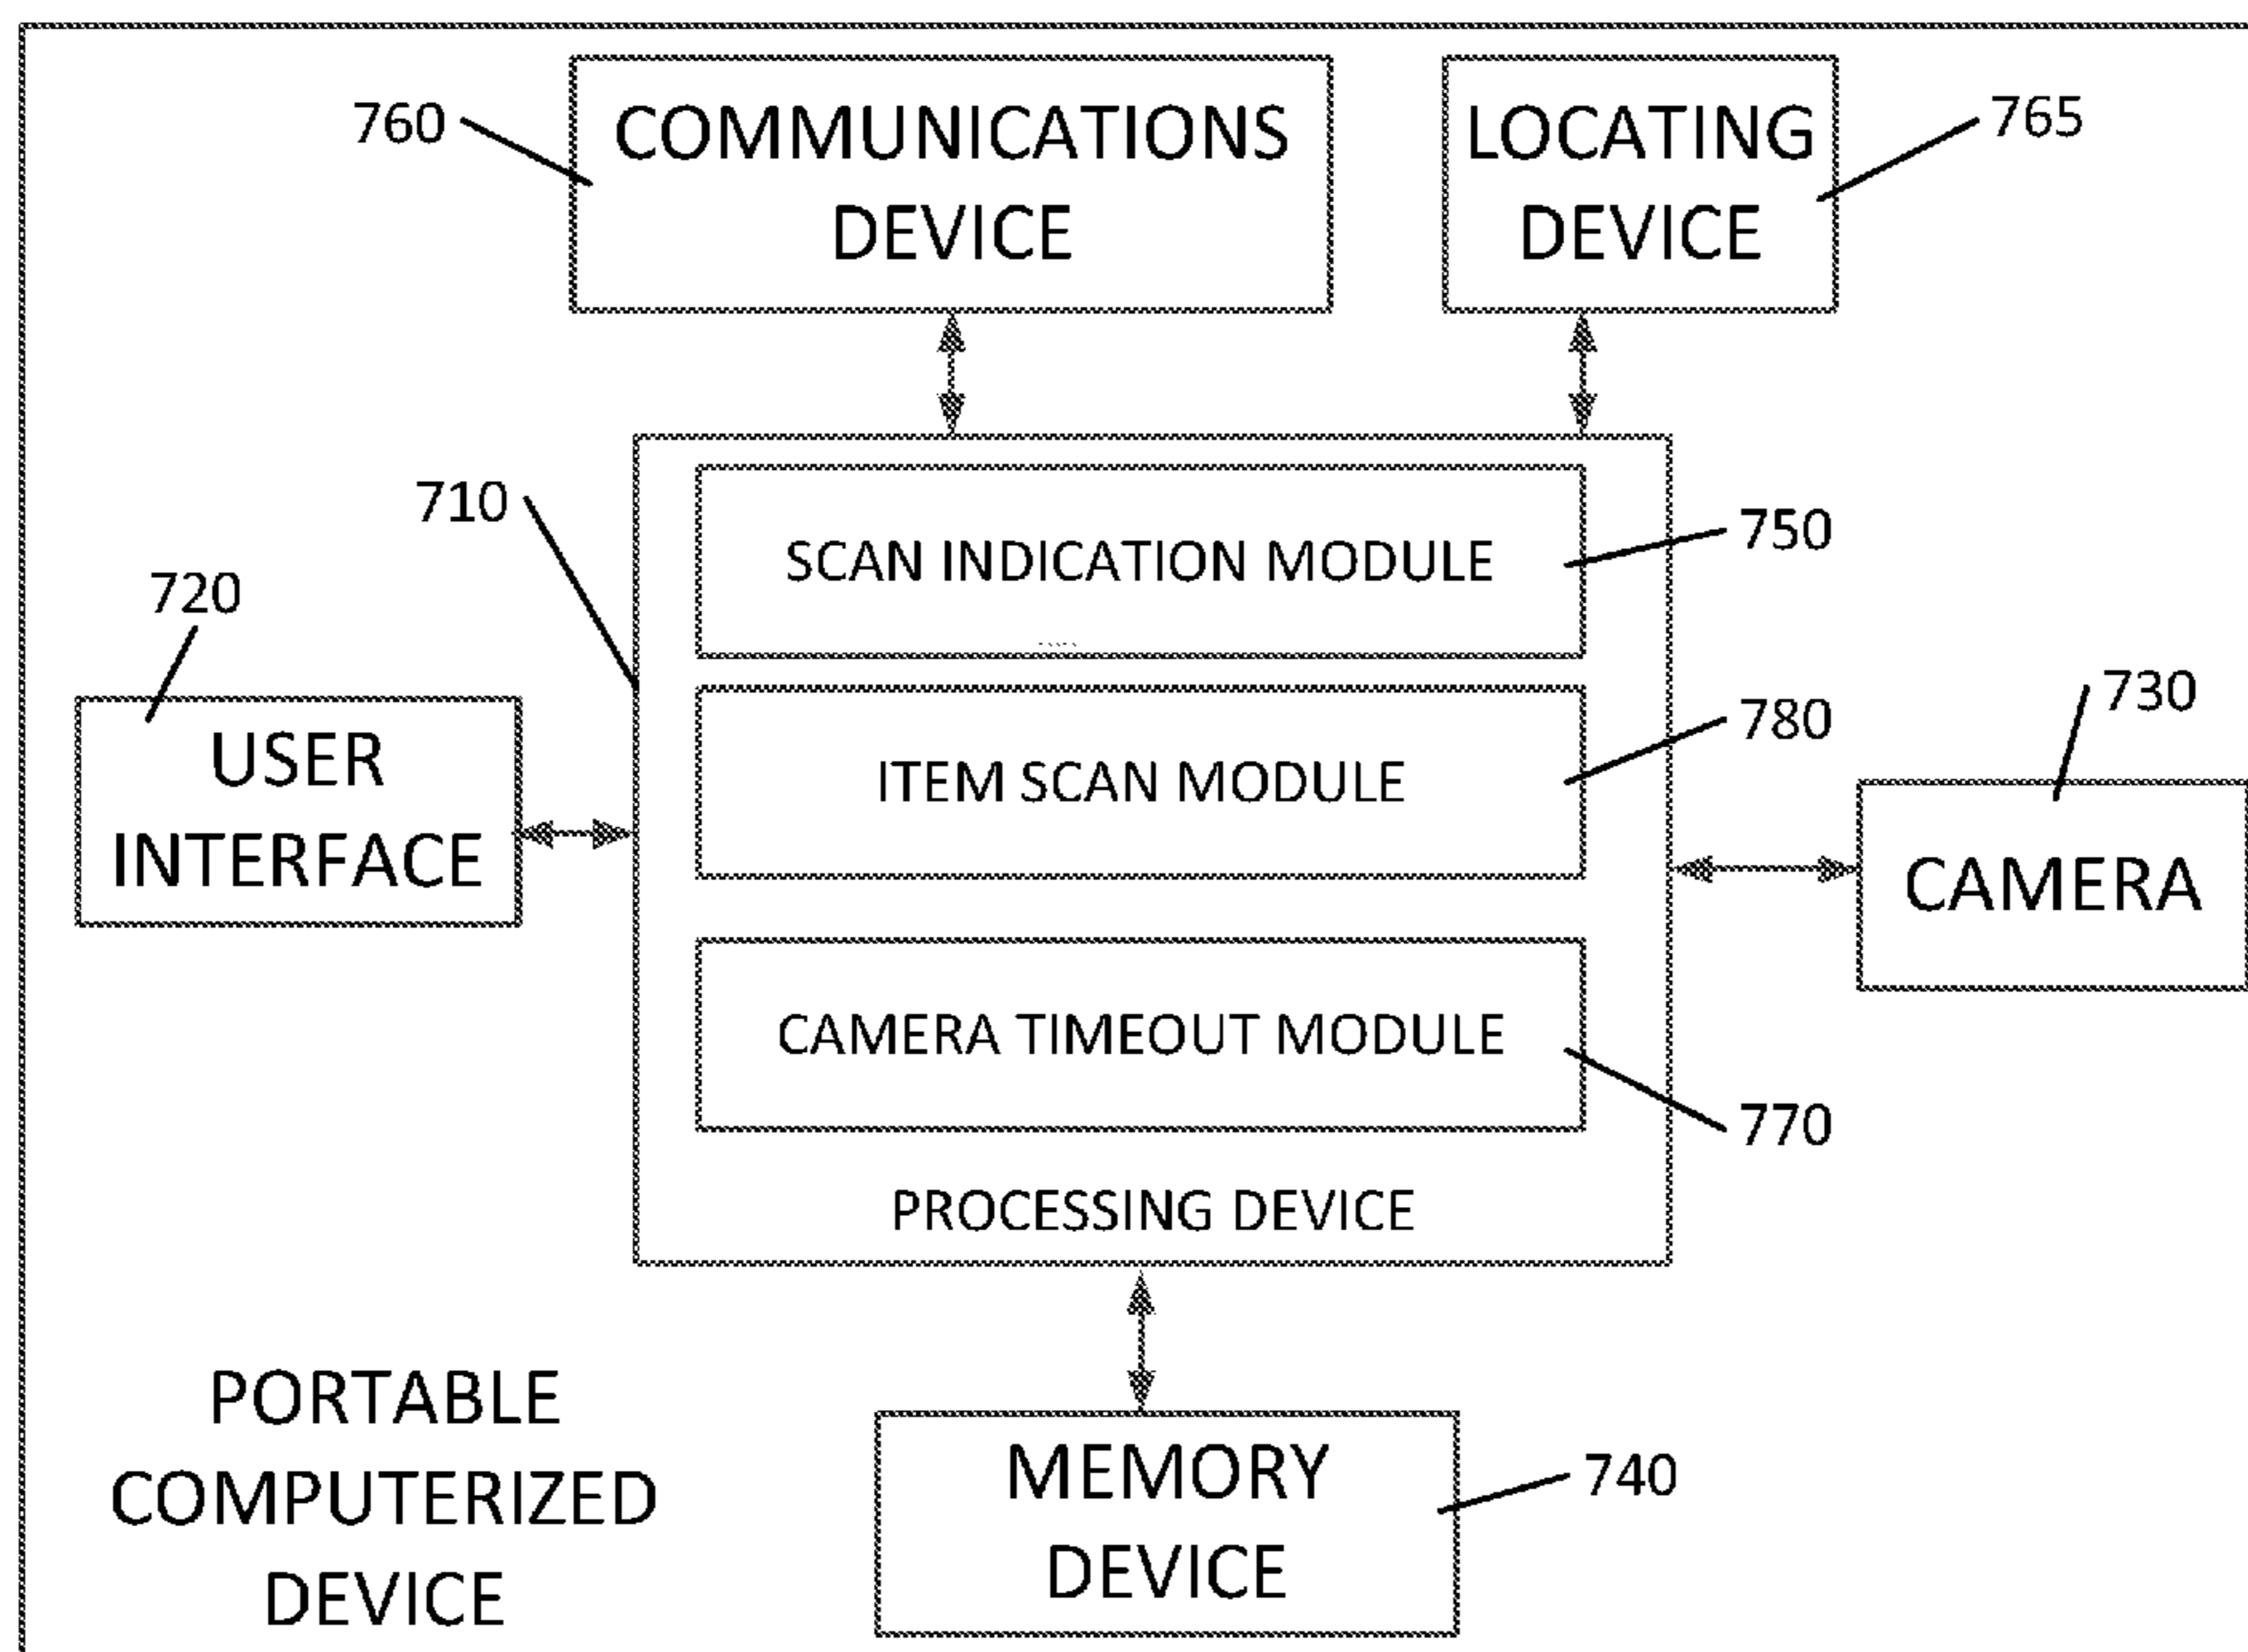 760
COMMUNICATIONS
DEVICE
LOCATING
DEVICE
765
710
SCAN INDICATION MODULE
750
720
USER
INTERFACE
ITEM SCAN MODULE
780
730
CAMERA
CAMERA TIMEOUT MODULE
770
PROCESSING DEVICE
PORTABLE
COMPUTERIZED
DEVICE
MEMORY
DEVICE
740